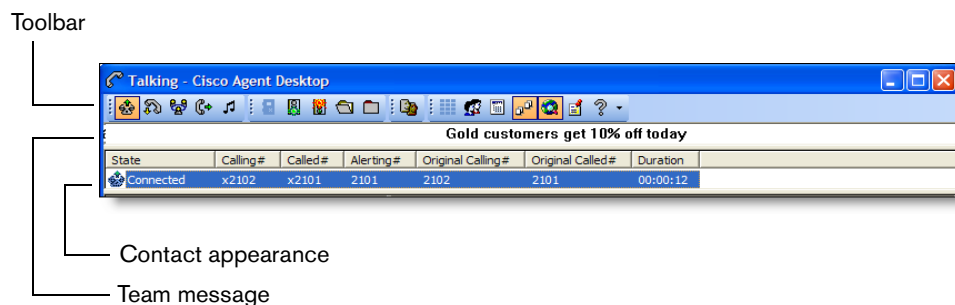 Toolbar
Talking - Cisco Agent Desktop
Gold customers get 10% off today
State Calling# Called# Alerting# Original Calling# Original Called# Duration
Connected x2102 x2101 2101 2102 2101 00:00:12
Contact appearance
Team message